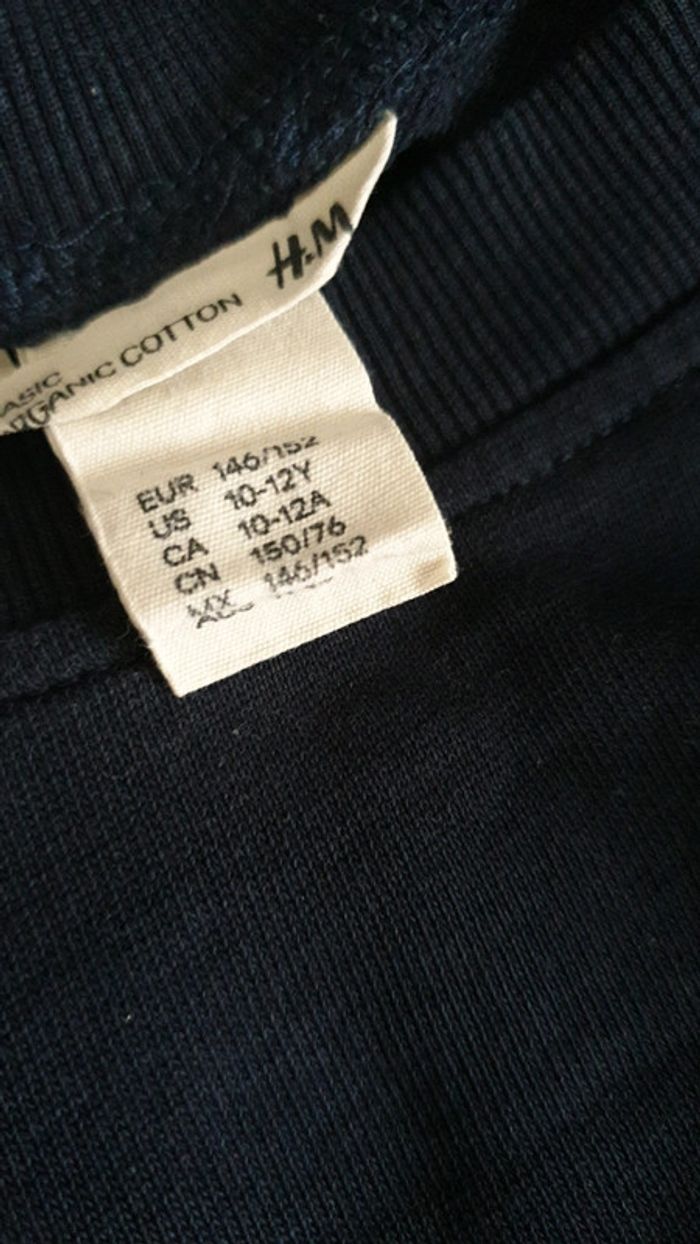 H&M
ORGANIC COTTON
EUR 146/152
US 10-12Y
CA 10-12A
CN 150/76
MX 146/152